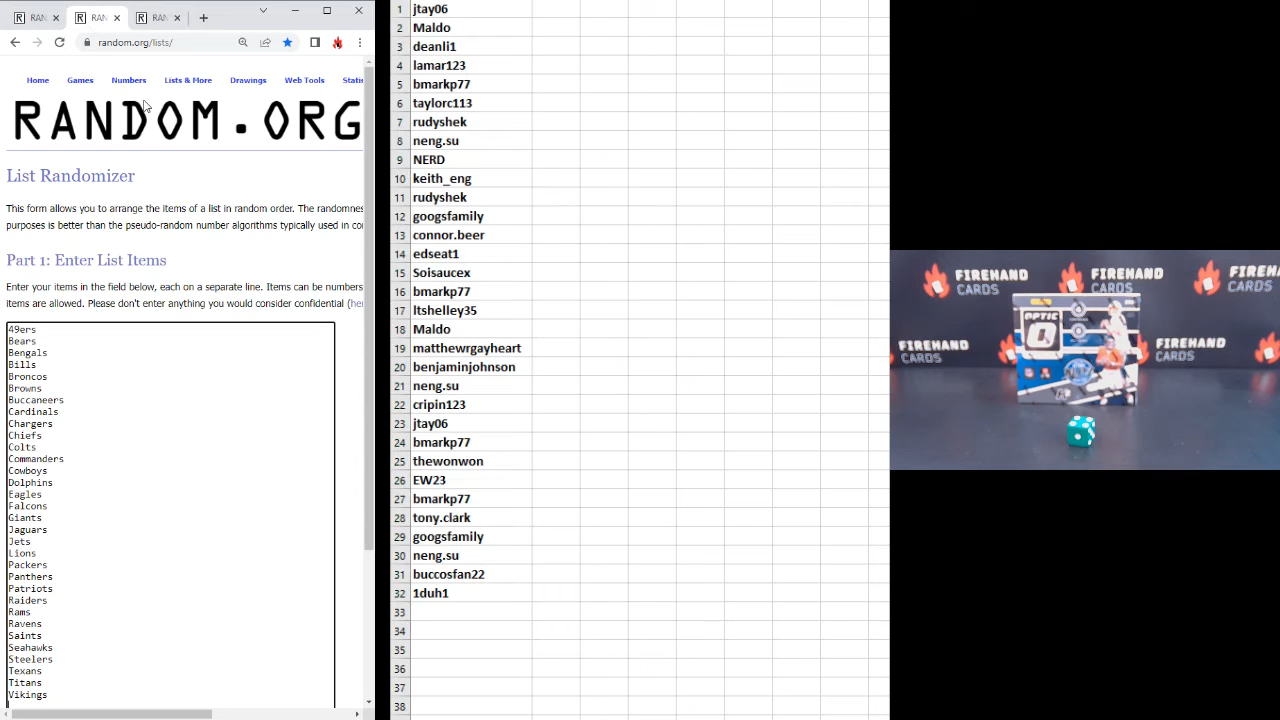 RAN
RAN
RAN
random.org/lists/
Home Games Numbers Lists & More Drawings Web Tools Statis
RANDOM.ORG
List Randomizer
This form allows you to arrange the items of a list in random order. The randomnes
purposes is better than the pseudo-random number algorithms typically used in co
Part 1: Enter List Items
Enter your items in the field below, each on a separate line. Items can be numbers
items are allowed. Please don't enter anything you would consider confidential (her
49ers
Bears
Bengals
Bills
Broncos
Browns
Buccaneers
Cardinals
Chargers
Chiefs
Colts
Commanders
Cowboys
Dolphins
Eagles
Falcons
Giants
Jaguars
Jets
Lions
Packers
Panthers
Patriots
Raiders
Rams
Ravens
Saints
Seahawks
Steelers
Texans
Titans
Vikings
1 jtay06
2 Maldo
3 deanli1
4 lamar123
5 bmarkp77
6 taylorc113
7 rudyshek
8 neng.su
9 NERD
10 keith_eng
11 rudyshek
12 googsfamily
13 connor.beer
14 edseat1
15 Soisaucex
16 bmarkp77
17 ltshelley35
18 Maldo
19 matthewrgayheart
20 benjaminjohnson
21 neng.su
22 cripin123
23 jtay06
24 bmarkp77
25 thewonwon
26 EW23
27 bmarkp77
28 tony.clark
29 googsfamily
30 neng.su
31 buccosfan22
32 1duh1
33
34
35
36
37
38
FIREHAND
CARDS
FIREHAND
CARDS
FIREHA
CARDS
FIREHAND
CARDS
FIREHAND
CARDS
OPTIC